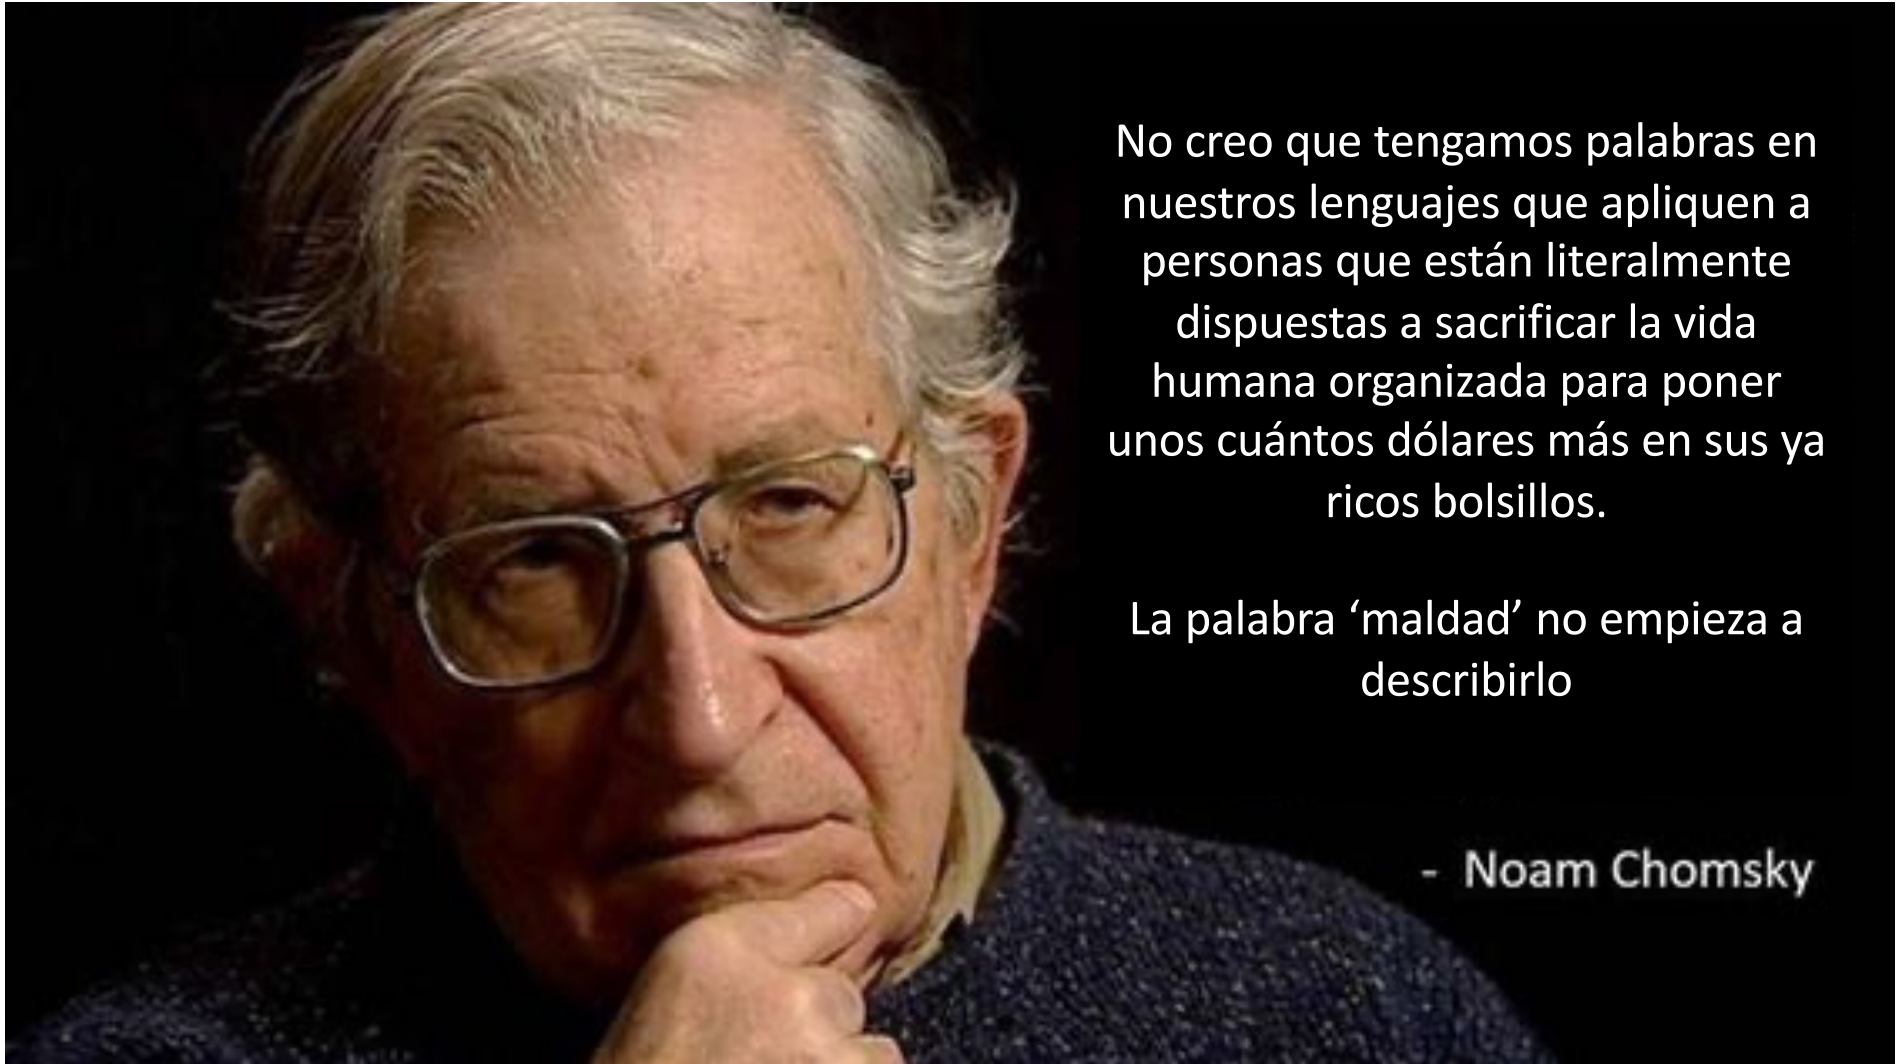 No creo que tengamos palabras en
nuestros lenguajes que apliquen a
personas que están literalmente
dispuestas a sacrificar la vida
humana organizada para poner
unos cuántos dólares más en sus ya
ricos bolsillos.
La palabra ‘maldad’ no empieza a
describirlo
- Noam Chomsky